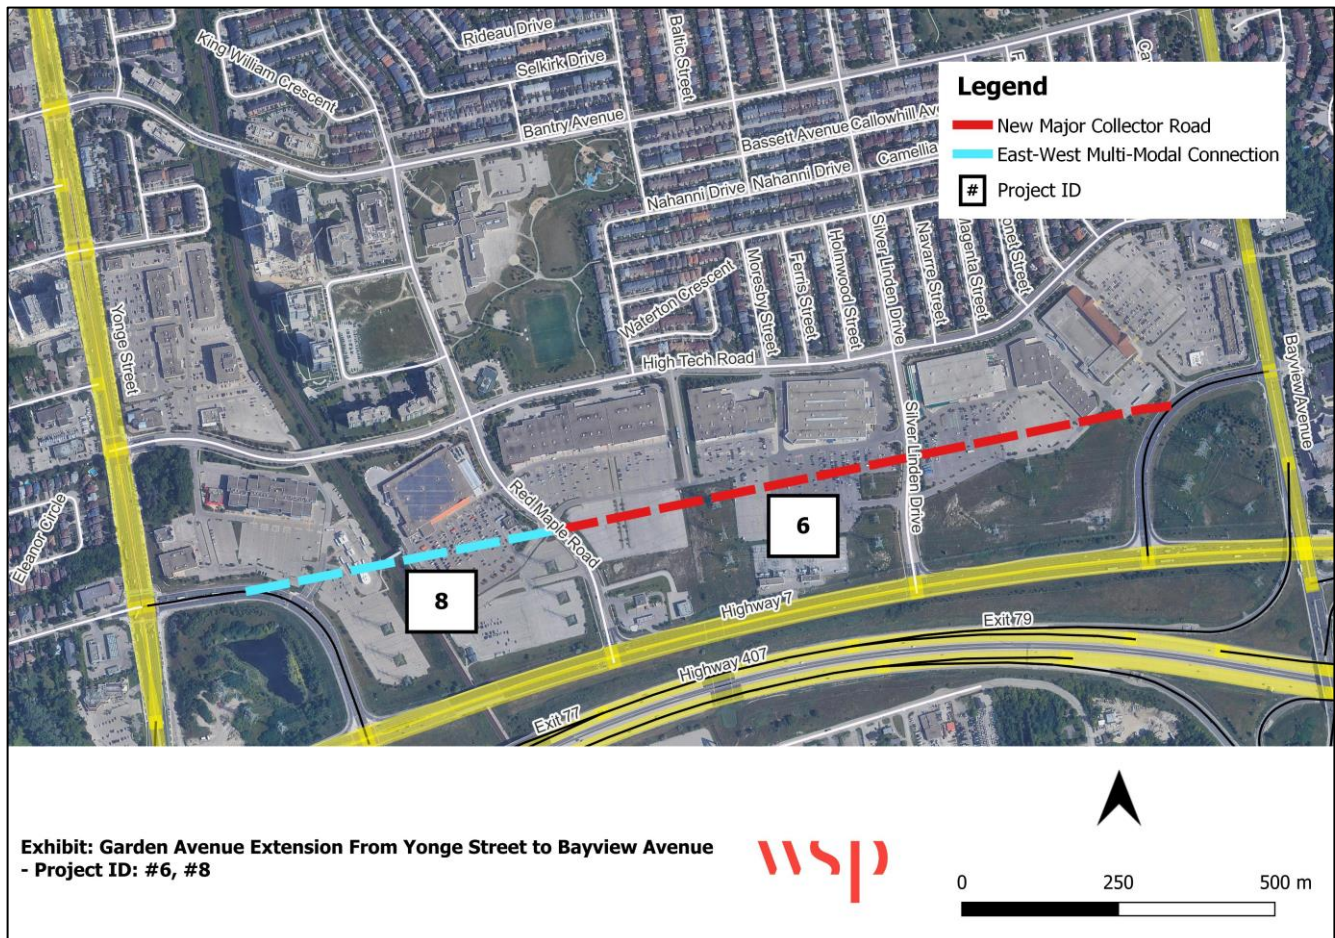 Rideau Drive
Baltic Street
King William Crescent
Selkirk Drive
Bantry Avenue
Legend
New Major Collector Road
East-West Multi-Modal Connection
# Project ID
Bassett Avenue
Callowhill Av
Camellia
Nahanni Drive
Nahanni Drive
Silver Linden Drive
Navarre Street
Magenta Street
onet Street
Holmwood Street
Ferris Street
Moresby Street
Waterton Crescent
High Tech Road
Yonge Street
Bayview Avenue
Silver Linden Drive
Red Maple Road
Eleanor Circle
6
8
Highway 7
Exit 79
Highway 407
Exit 77
Exhibit: Garden Avenue Extension From Yonge Street to Bayview Avenue
- Project ID: #6, #8
wsp
0 250 500 m